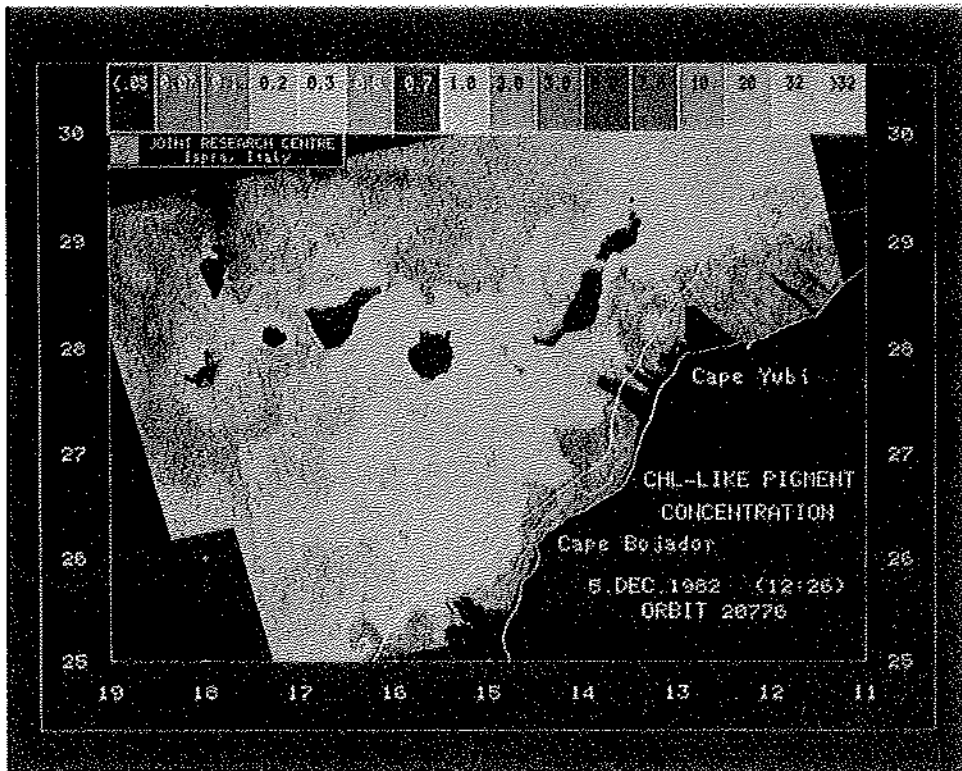 <.05 0.2 0.3 0.7 1.0 2.0 3.0 10 20 32 >32
30 30
JOINT RESEARCH CENTRE
Ispra, Italy
29 29
28 28
Cape Yubi
27 27
CHL-LIKE PIGMENT
CONCENTRATION
Cape Bojador
26 26
5.DEC.1982 (12:26)
ORBIT 20776
25 25
19 18 17 16 15 14 13 12 11